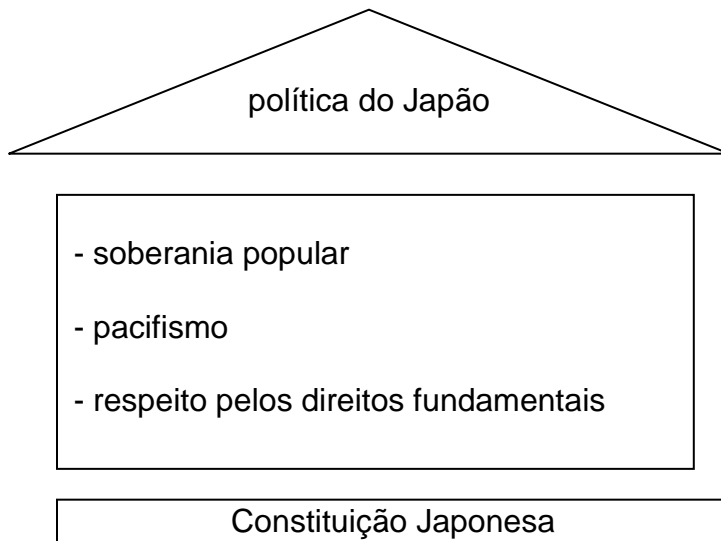 política do Japão
- soberania popular
- pacifismo
- respeito pelos direitos fundamentais
Constituição Japonesa